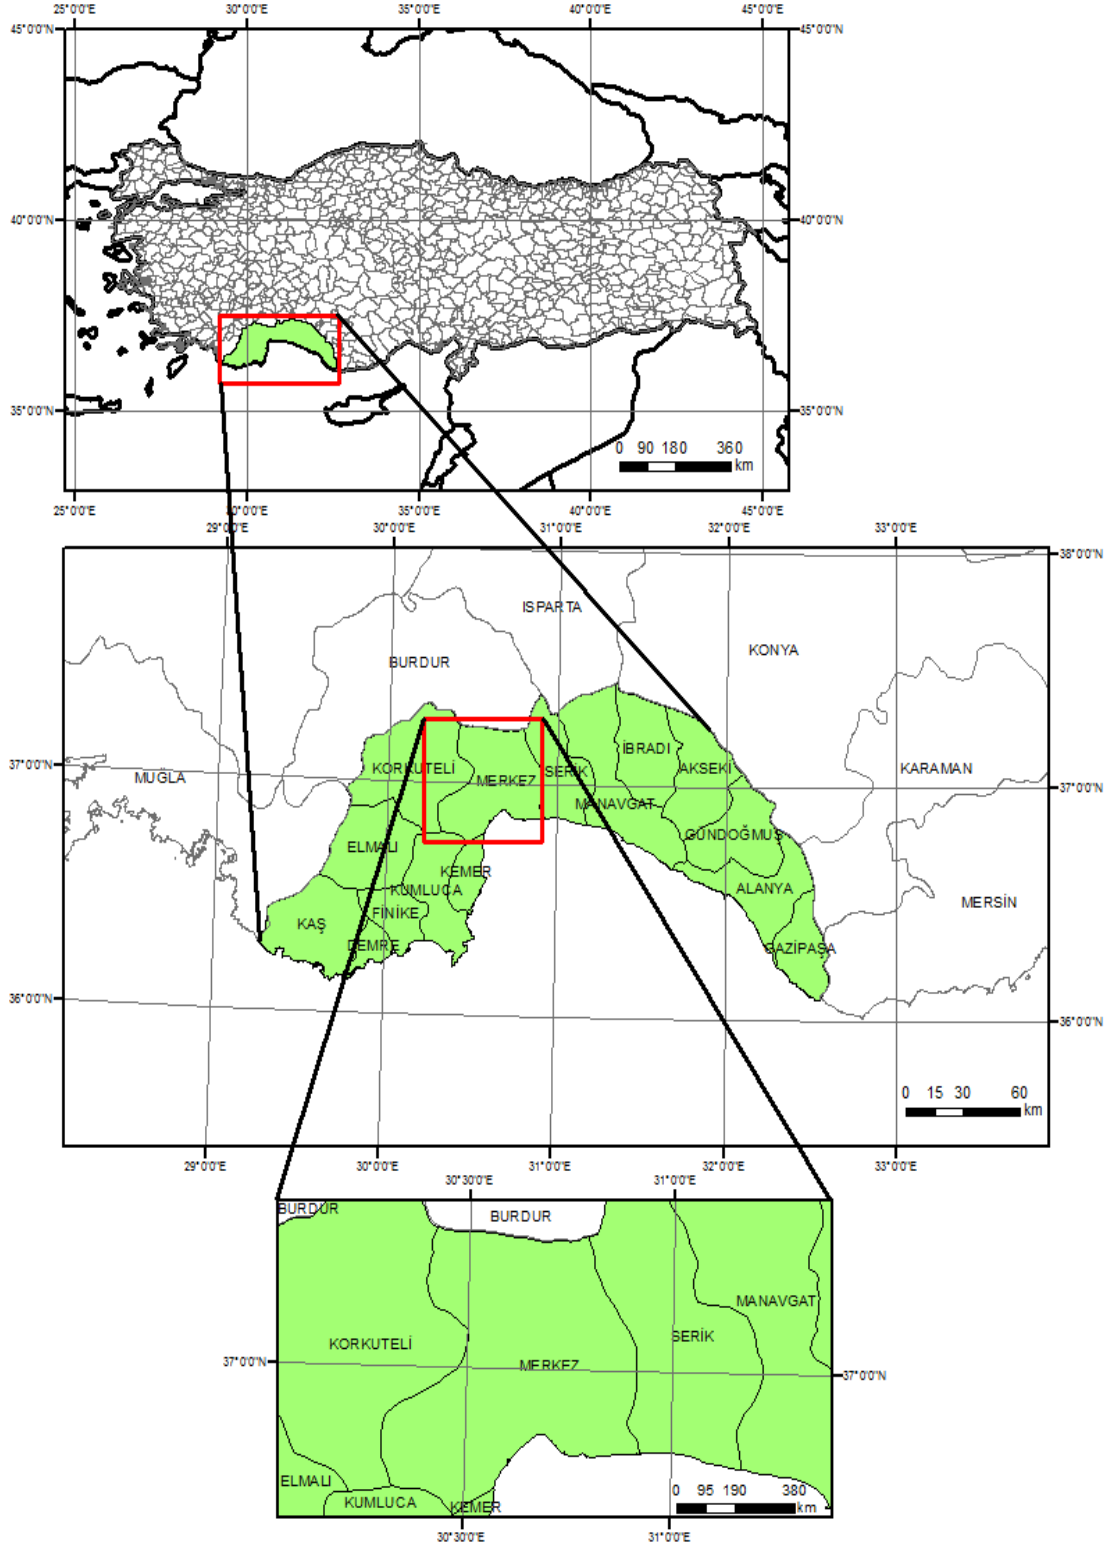 25°0'0"E 30°0'0"E 35°0'0"E 40°0'0"E 45°0'0"E
45°0'0"N 45°0'0"N
40°0'0"N 40°0'0"N
35°0'0"N 35°0'0"N
0 90 180 360
km
25°0'0"E 30°0'0"E 35°0'0"E 40°0'0"E 45°0'0"E
29°0'0"E 30°0'0"E 31°0'0"E 32°0'0"E 33°0'0"E
38°0'0"N
ISPARTA
KONYA
BURDUR
İBRADI
37°0'0"N KORKUTELİ SERİK AKSEKİ KARAMAN
MUĞLA MERKEZ 37°0'0"N
MANAVGAT
GÜNDOĞMUŞ
ELMALI
KEMER
KUMLUCA ALANYA
FİNİKE MERSİN
KAŞ
DEMRE GAZİPAŞA
36°0'0"N
36°0'0"N
0 15 30 60
km
29°0'0"E 30°0'0"E 31°0'0"E 32°0'0"E 33°0'0"E
30°30'0"E 31°0'0"E
BURDUR BURDUR
MANAVGAT
KORKUTELİ SERİK
37°0'0"N MERKEZ
37°0'0"N
ELMALI
0 95 190 380
KUMLUCA KEMER km
30°30'0"E 31°0'0"E